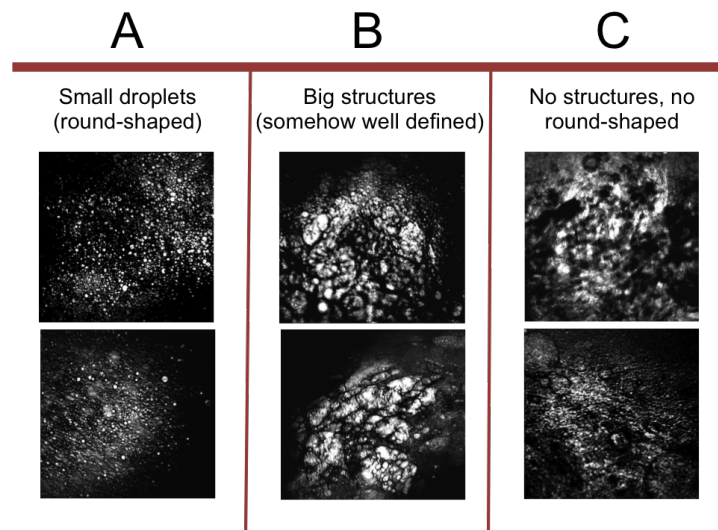 A
B
C
Small droplets
(round-shaped)
Big structures
(somehow well defined)
No structures, no
round-shaped